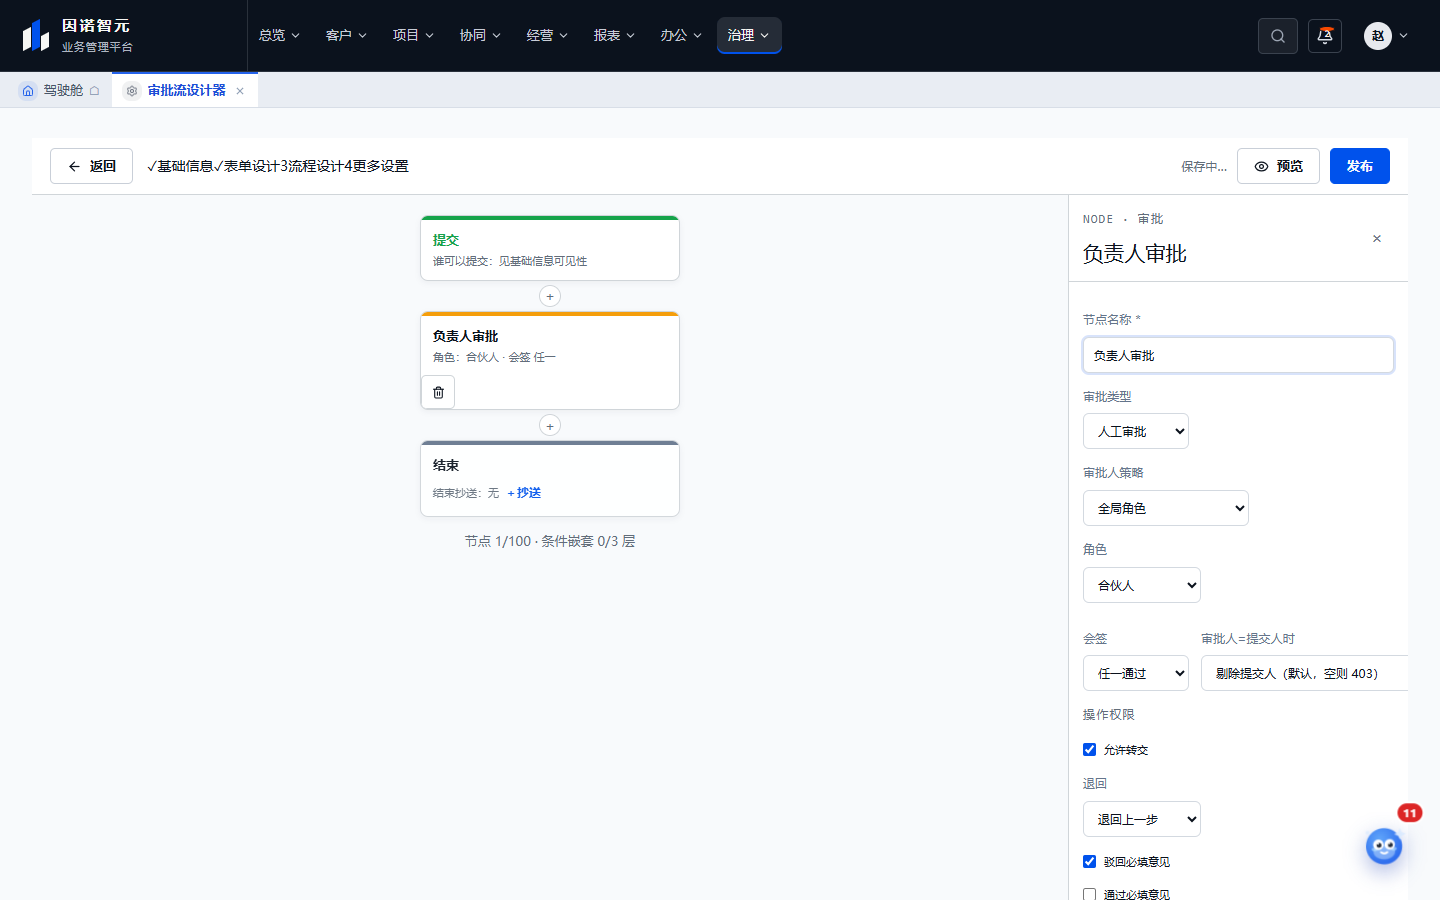 因诺智元
业务管理平台
总览
客户
项目
协同
经营
报表
办公
治理
赵
驾驶舱
审批流设计器
返回
✓基础信息✓表单设计3流程设计4更多设置
保存中...
预览
发布
提交
谁可以提交：见基础信息可见性
+
负责人审批
角色：合伙人 · 会签 任一
+
结束
结束抄送：无 +抄送
节点 1/100 · 条件嵌套 0/3 层
NODE · 审批
负责人审批
节点名称 *
负责人审批
审批类型
人工审批
审批人策略
全局角色
角色
合伙人
会签 审批人=提交人时
任一通过 剔除提交人（默认，空则 403）
操作权限
允许转交
退回
退回上一步
驳回必填意见
通过必填意见
11